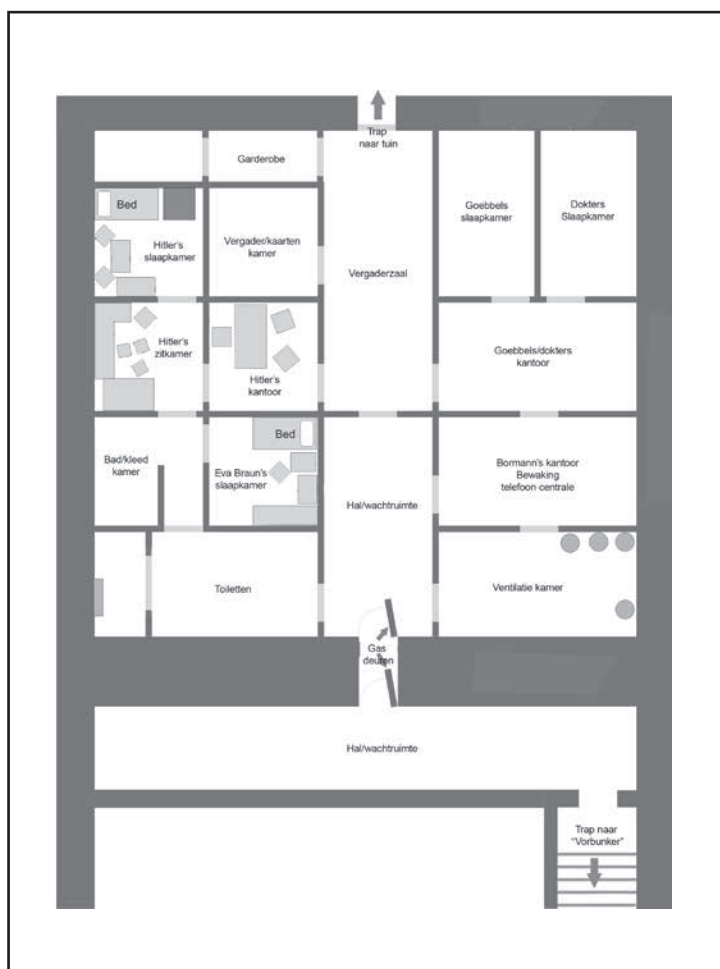 Trap
naar tuin
Garderobe
Bed
Hitler's
slaapkamer
Vergader/kaarten
kamer
Vergaderzaal
Goebbels
slaapkamer
Dokters
Slaapkamer
Hitler's
zitkamer
Hitler's
kantoor
Goebbels/dokters
kantoor
Bad/kleed
kamer
Bed
Eva Braun's
slaapkamer
Hal/wachtruimte
Bormann's kantoor
Bewaking
telefoon centrale
Toiletten
Ventilatie kamer
Gas
deuren
Hal/wachtruimte
Trap naar
"Vorbunker"